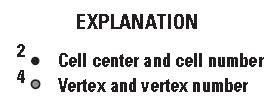 EXPLANATION
2 Cell center and cell number
4 Vertex and vertex number